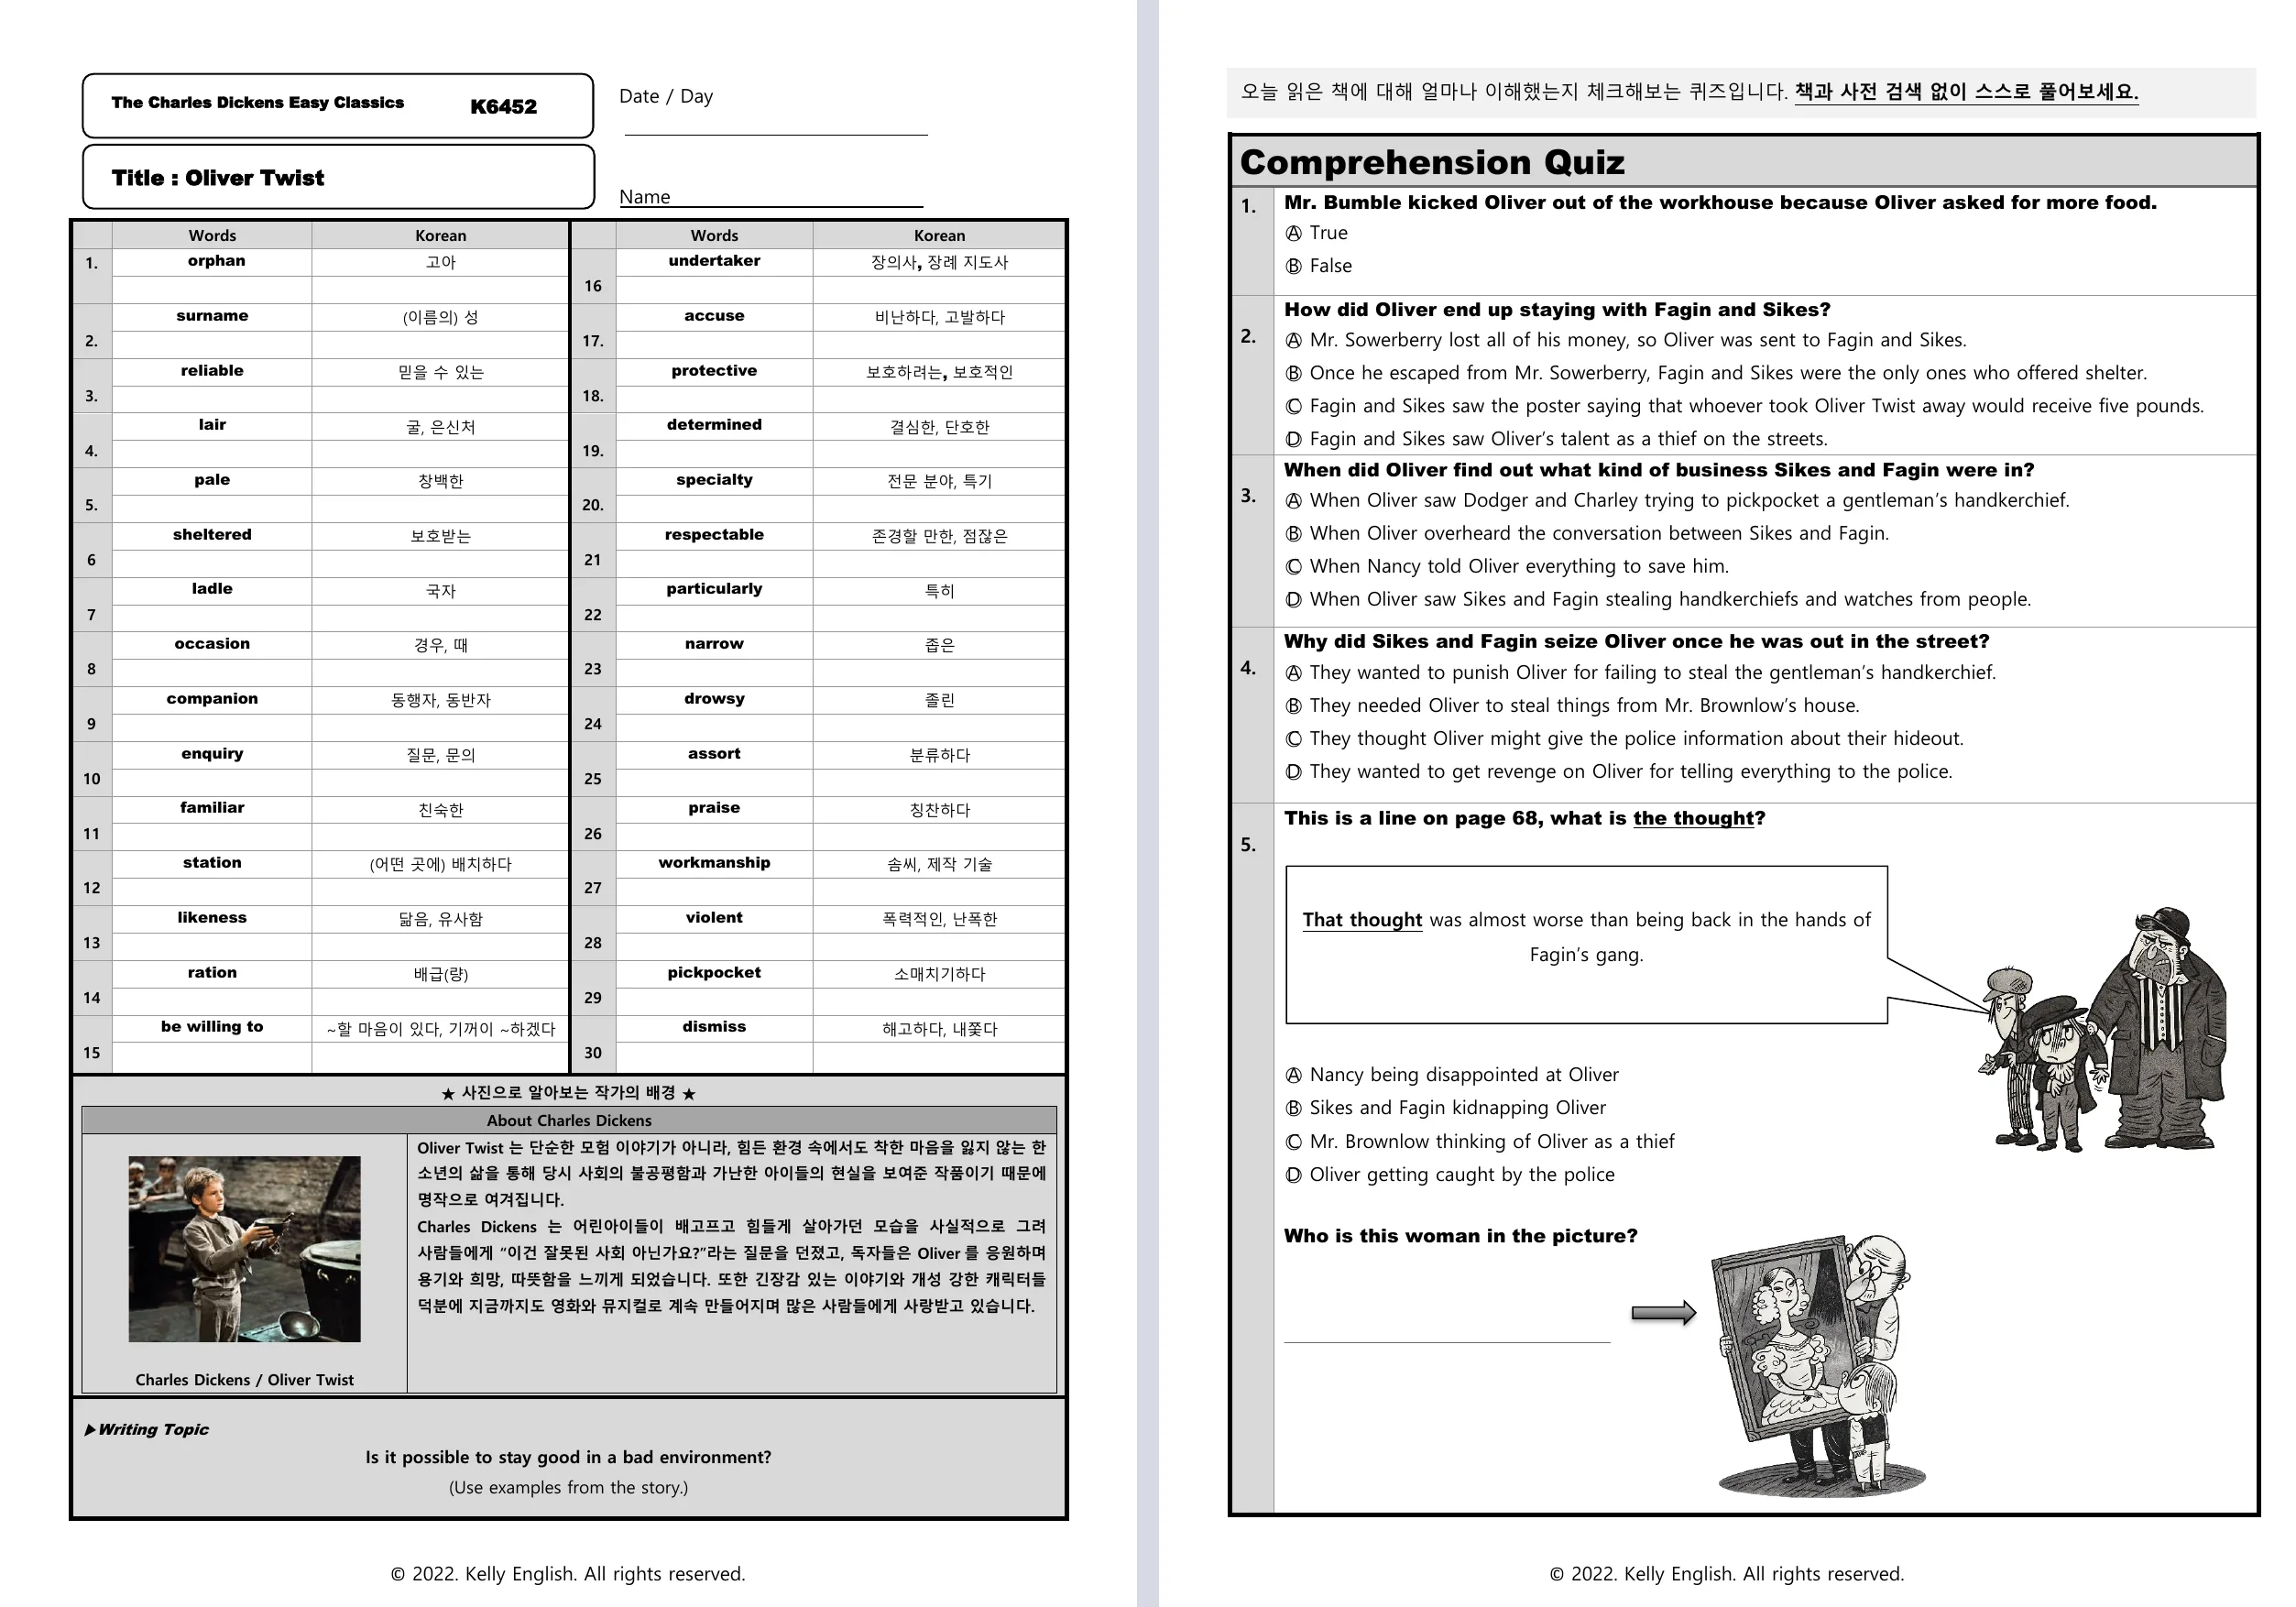 The Charles Dickens Easy Classics K6452
Date / Day
Title : Oliver Twist
Name
Words Korean Words Korean
1. orphan 고아 16 undertaker 장의사, 장례 지도사
2. surname (이름의) 성 17. accuse 비난하다, 고발하다
3. reliable 믿을 수 있는 18. protective 보호하려는, 보호적인
4. lair 굴, 은신처 19. determined 결심한, 단호한
5. pale 창백한 20. specialty 전문 분야, 특기
6 sheltered 보호받는 21 respectable 존경할 만한, 점잖은
7 ladle 국자 22 particularly 특히
8 occasion 경우, 때 23 narrow 좁은
9 companion 동행자, 동반자 24 drowsy 졸린
10 enquiry 질문, 문의 25 assort 분류하다
11 familiar 친숙한 26 praise 칭찬하다
12 station (어떤 곳에) 배치하다 27 workmanship 솜씨, 제작 기술
13 likeness 닮음, 유사함 28 violent 폭력적인, 난폭한
14 ration 배급(량) 29 pickpocket 소매치기하다
15 be willing to ~할 마음이 있다, 기꺼이 ~하겠다 30 dismiss 해고하다, 내쫓다
★ 사진으로 알아보는 작가의 배경 ★
About Charles Dickens
Oliver Twist 는 단순한 모험 이야기가 아니라, 힘든 환경 속에서도 착한 마음을 잃지 않는 한
소년의 삶을 통해 당시 사회의 불공평함과 가난한 아이들의 현실을 보여준 작품이기 때문에
명작으로 여겨집니다.
Charles Dickens 는 어린아이들이 배고프고 힘들게 살아가던 모습을 사실적으로 그려
사람들에게 “이건 잘못된 사회 아닌가요?”라는 질문을 던졌고, 독자들은 Oliver 를 응원하며
용기와 희망, 따뜻함을 느끼게 되었습니다. 또한 긴장감 있는 이야기와 개성 강한 캐릭터들
덕분에 지금까지도 영화와 뮤지컬로 계속 만들어지며 많은 사람들에게 사랑받고 있습니다.
Charles Dickens / Oliver Twist
▶Writing Topic
Is it possible to stay good in a bad environment?
(Use examples from the story.)
© 2022. Kelly English. All rights reserved.
오늘 읽은 책에 대해 얼마나 이해했는지 체크해보는 퀴즈입니다. 책과 사전 검색 없이 스스로 풀어보세요.
Comprehension Quiz
1. Mr. Bumble kicked Oliver out of the workhouse because Oliver asked for more food.
Ⓐ True
Ⓑ False
2. How did Oliver end up staying with Fagin and Sikes?
Ⓐ Mr. Sowerberry lost all of his money, so Oliver was sent to Fagin and Sikes.
Ⓑ Once he escaped from Mr. Sowerberry, Fagin and Sikes were the only ones who offered shelter.
Ⓒ Fagin and Sikes saw the poster saying that whoever took Oliver Twist away would receive five pounds.
Ⓓ Fagin and Sikes saw Oliver’s talent as a thief on the streets.
3. When did Oliver find out what kind of business Sikes and Fagin were in?
Ⓐ When Oliver saw Dodger and Charley trying to pickpocket a gentleman’s handkerchief.
Ⓑ When Oliver overheard the conversation between Sikes and Fagin.
Ⓒ When Nancy told Oliver everything to save him.
Ⓓ When Oliver saw Sikes and Fagin stealing handkerchiefs and watches from people.
4. Why did Sikes and Fagin seize Oliver once he was out in the street?
Ⓐ They wanted to punish Oliver for failing to steal the gentleman’s handkerchief.
Ⓑ They needed Oliver to steal things from Mr. Brownlow’s house.
Ⓒ They thought Oliver might give the police information about their hideout.
Ⓓ They wanted to get revenge on Oliver for telling everything to the police.
5. This is a line on page 68, what is the thought?
That thought was almost worse than being back in the hands of
Fagin’s gang.
Ⓐ Nancy being disappointed at Oliver
Ⓑ Sikes and Fagin kidnapping Oliver
Ⓒ Mr. Brownlow thinking of Oliver as a thief
Ⓓ Oliver getting caught by the police
Who is this woman in the picture?
© 2022. Kelly English. All rights reserved.